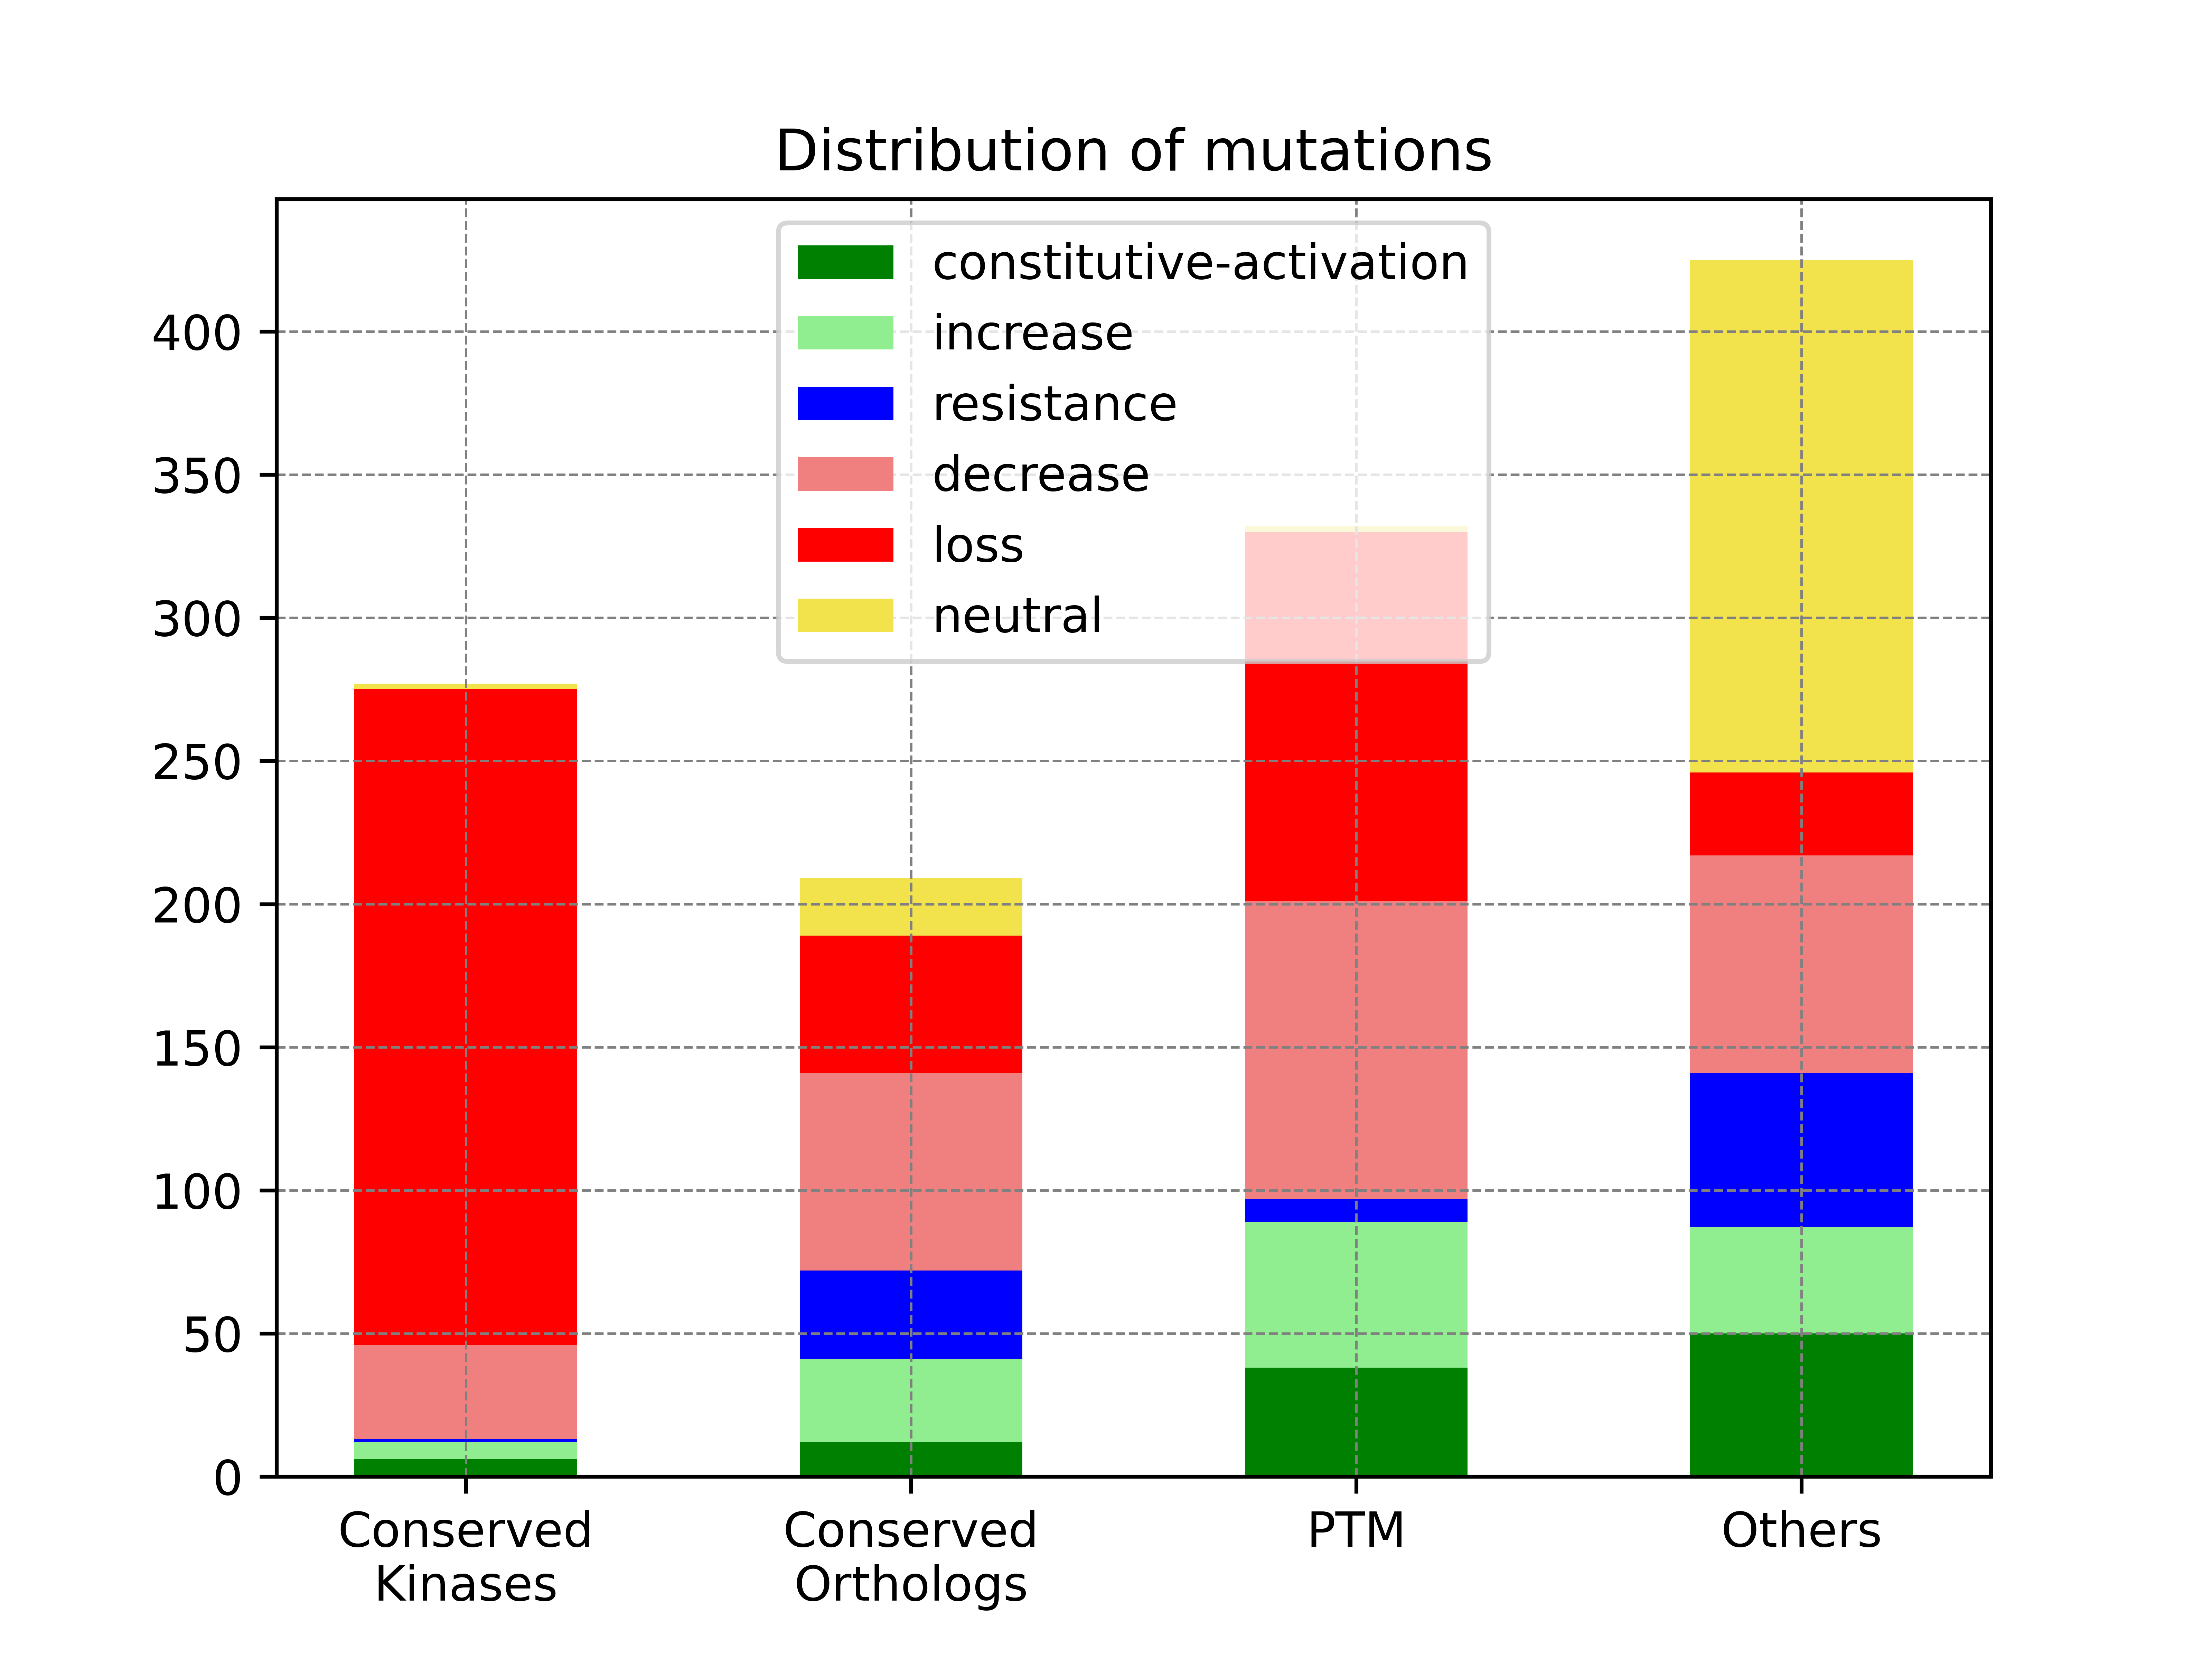 Distribution of mutations
constitutive-activation
increase
resistance
decrease
loss
neutral
400
350
300
250
200
150
100
50
0
Conserved
Kinases
Conserved
Orthologs
PTM
Others